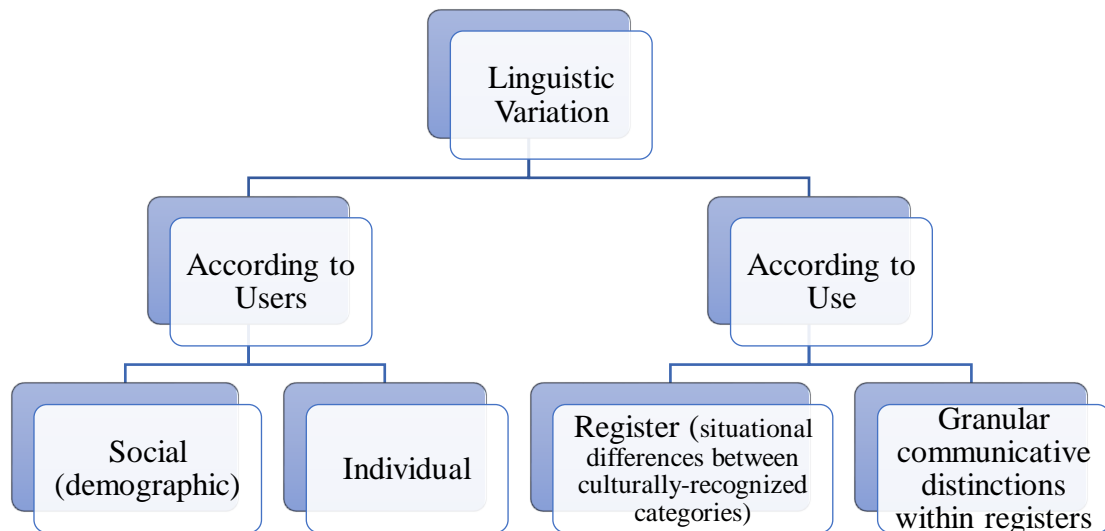 Linguistic
Variation
According to
Users
According to
Use
Social
(demographic)
Individual
Register (situational
differences between
culturally-recognized
categories)
Granular
communicative
distinctions
within registers